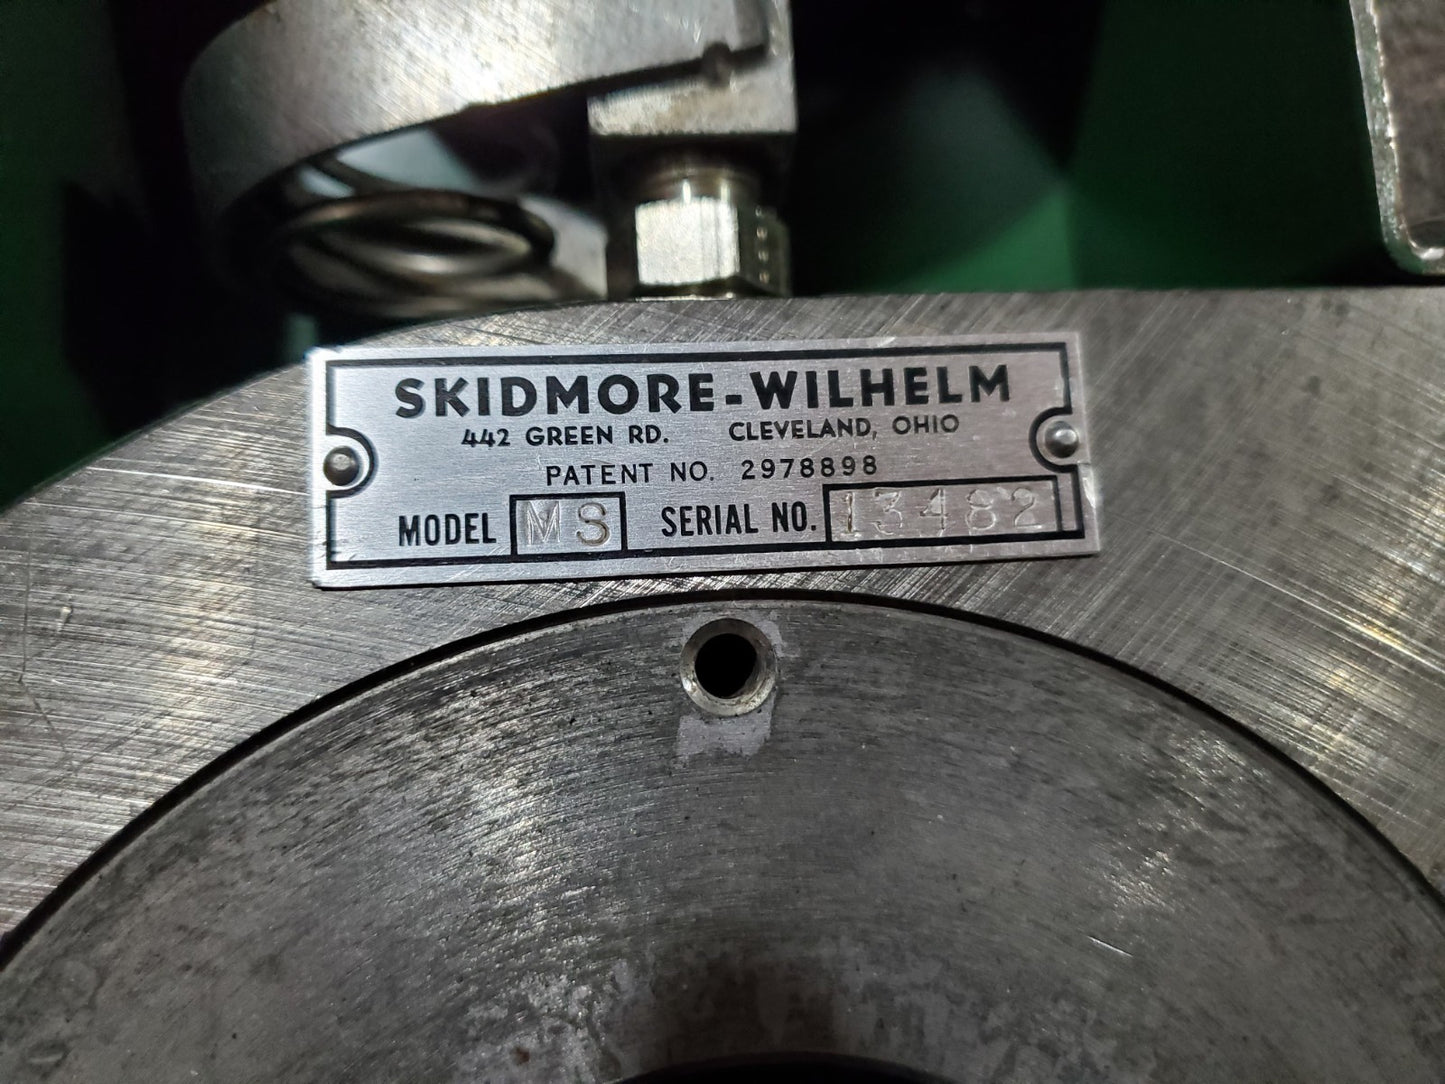 SKIDMORE-WILHELM
442 GREEN RD. CLEVELAND, OHIO
PATENT NO. 2978898
MODEL MS SERIAL NO. 13482